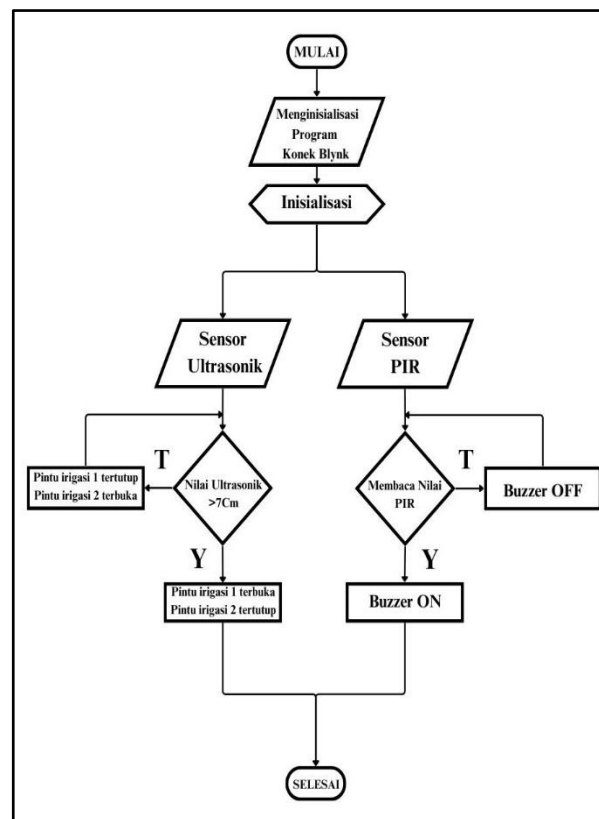 MULAI
Menginisialisasi
Program
Konek Blynk
Inisialisasi
Sensor
Ultrasonik
Sensor
PIR
T
Pintu irigasi 1 tertutup
Pintu irigasi 2 terbuka
Nilai Ultrasonik
>7Cm
Membaca Nilai
PIR
T
Buzzer OFF
Y
Y
Pintu irigasi 1 terbuka
Pintu irigasi 2 tertutup
Buzzer ON
SELESAI